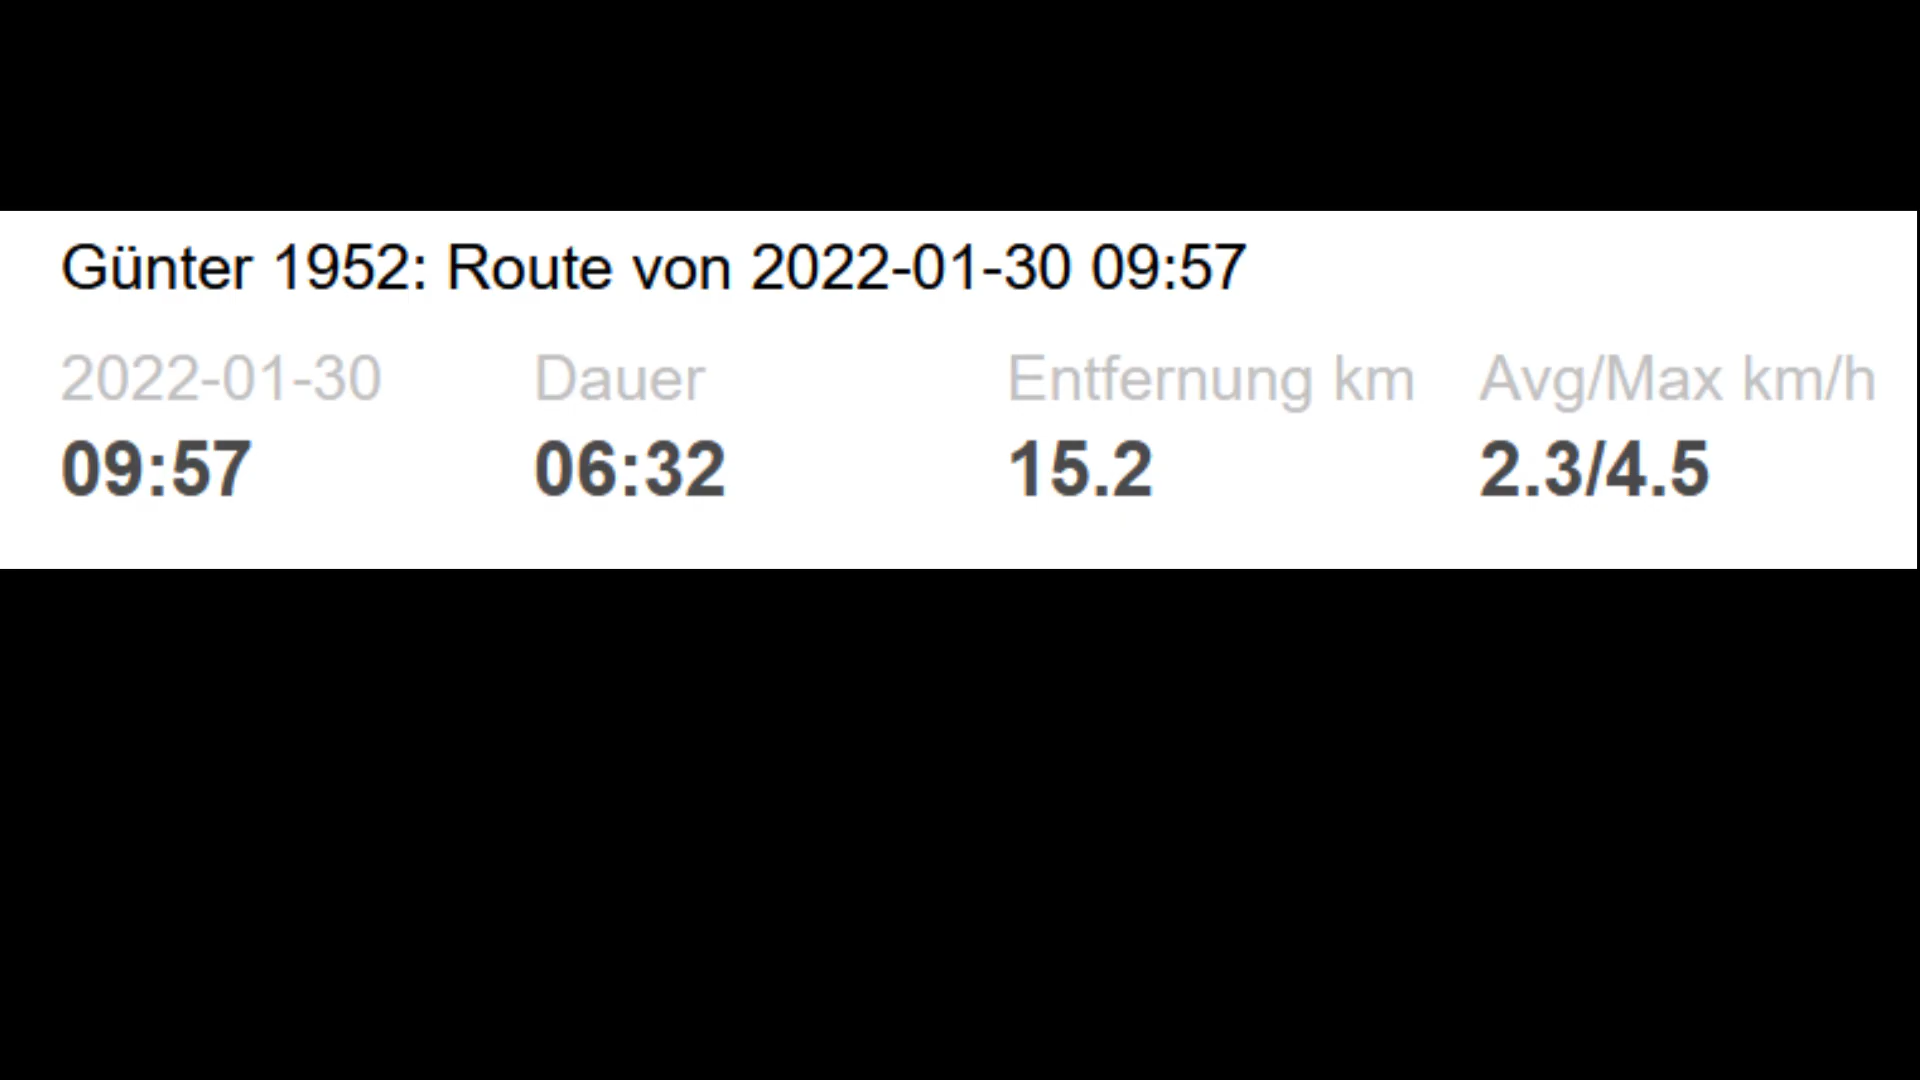 Günter 1952: Route von 2022-01-30 09:57
2022-01-30 Dauer Entfernung km Avg/Max km/h
09:57 06:32 15.2 2.3/4.5